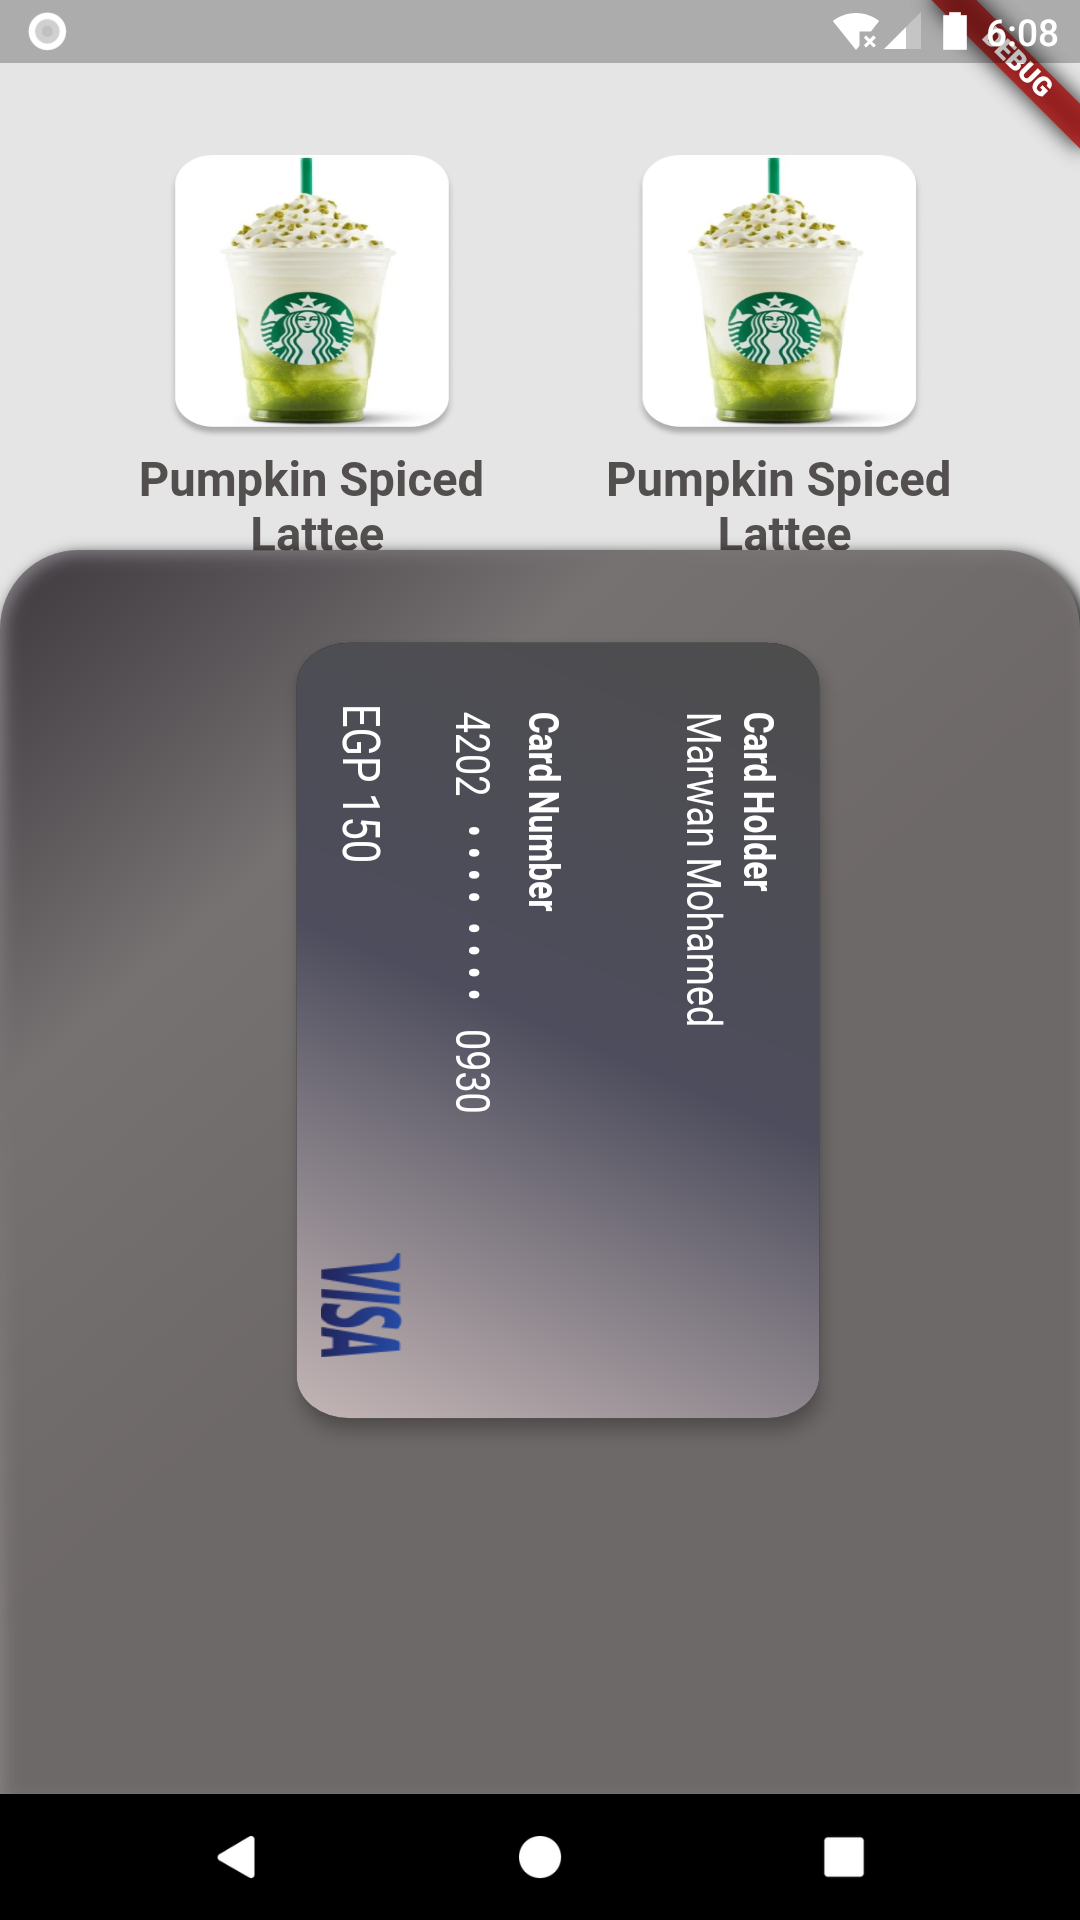 6:08
DEBUG
Pumpkin Spiced
Lattee
Pumpkin Spiced
Lattee
Card Holder
Marwan Mohamed
Card Number
4202 •••• •••• 0930
EGP 150
VISA